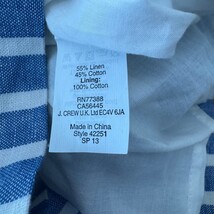 55% Linen
45% Cotton
Lining:
100% Cotton
RN77388
CA56445
J. CREW U.K. Ltd EC4V 6JA
Made in China
Style 42251
SP 13